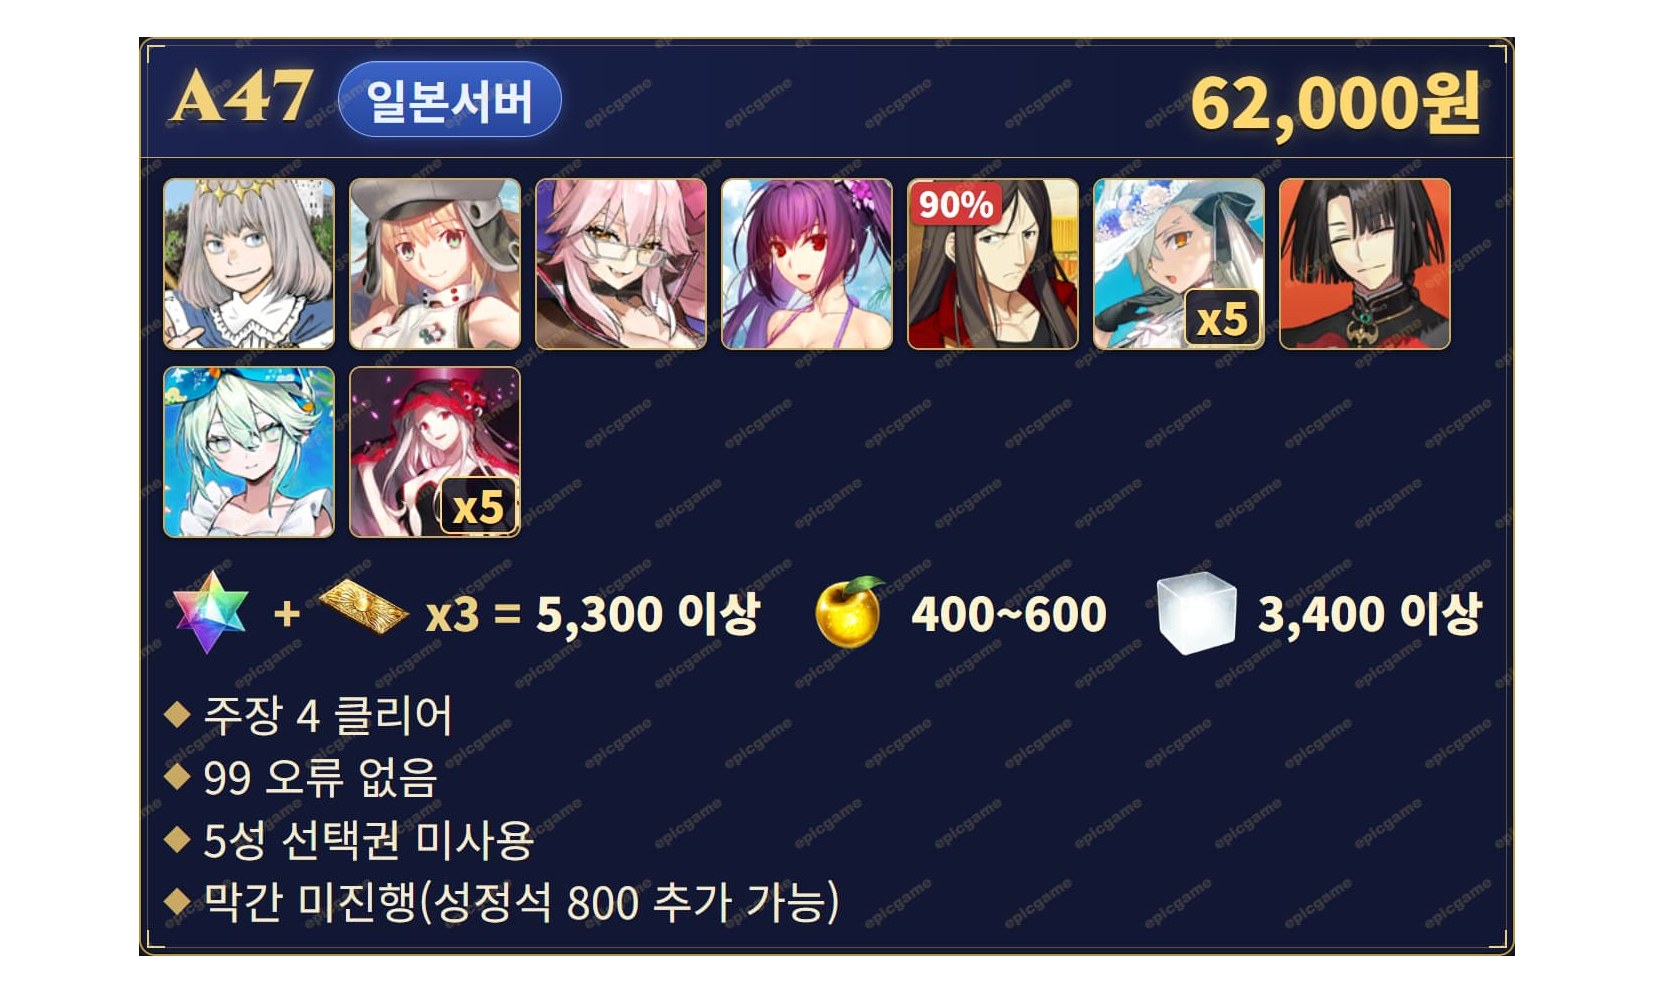 A47 일본서버 62,000원
90%
x5
x5
+ x3 = 5,300 이상 400~600 3,400 이상
◆ 주장 4 클리어
◆ 99 오류 없음
◆ 5성 선택권 미사용
◆ 막간 미진행(성정석 800 추가 가능)
epicgame